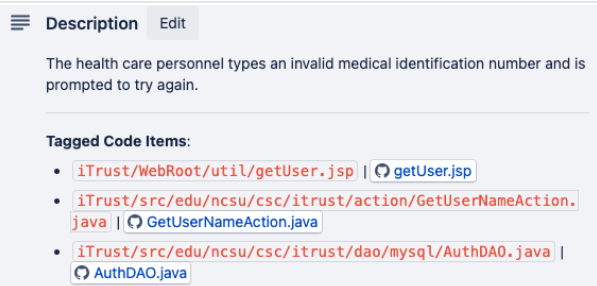 Description Edit
The health care personnel types an invalid medical identification number and is
prompted to try again.
Tagged Code Items:
• iTrust/WebRoot/util/getUser.jsp | getUser.jsp
• iTrust/src/edu/ncsu/csc/itrust/action/GetUserNameAction.
java | GetUserNameAction.java
• iTrust/src/edu/ncsu/csc/itrust/dao/mysql/AuthDAO.java |
AuthDAO.java